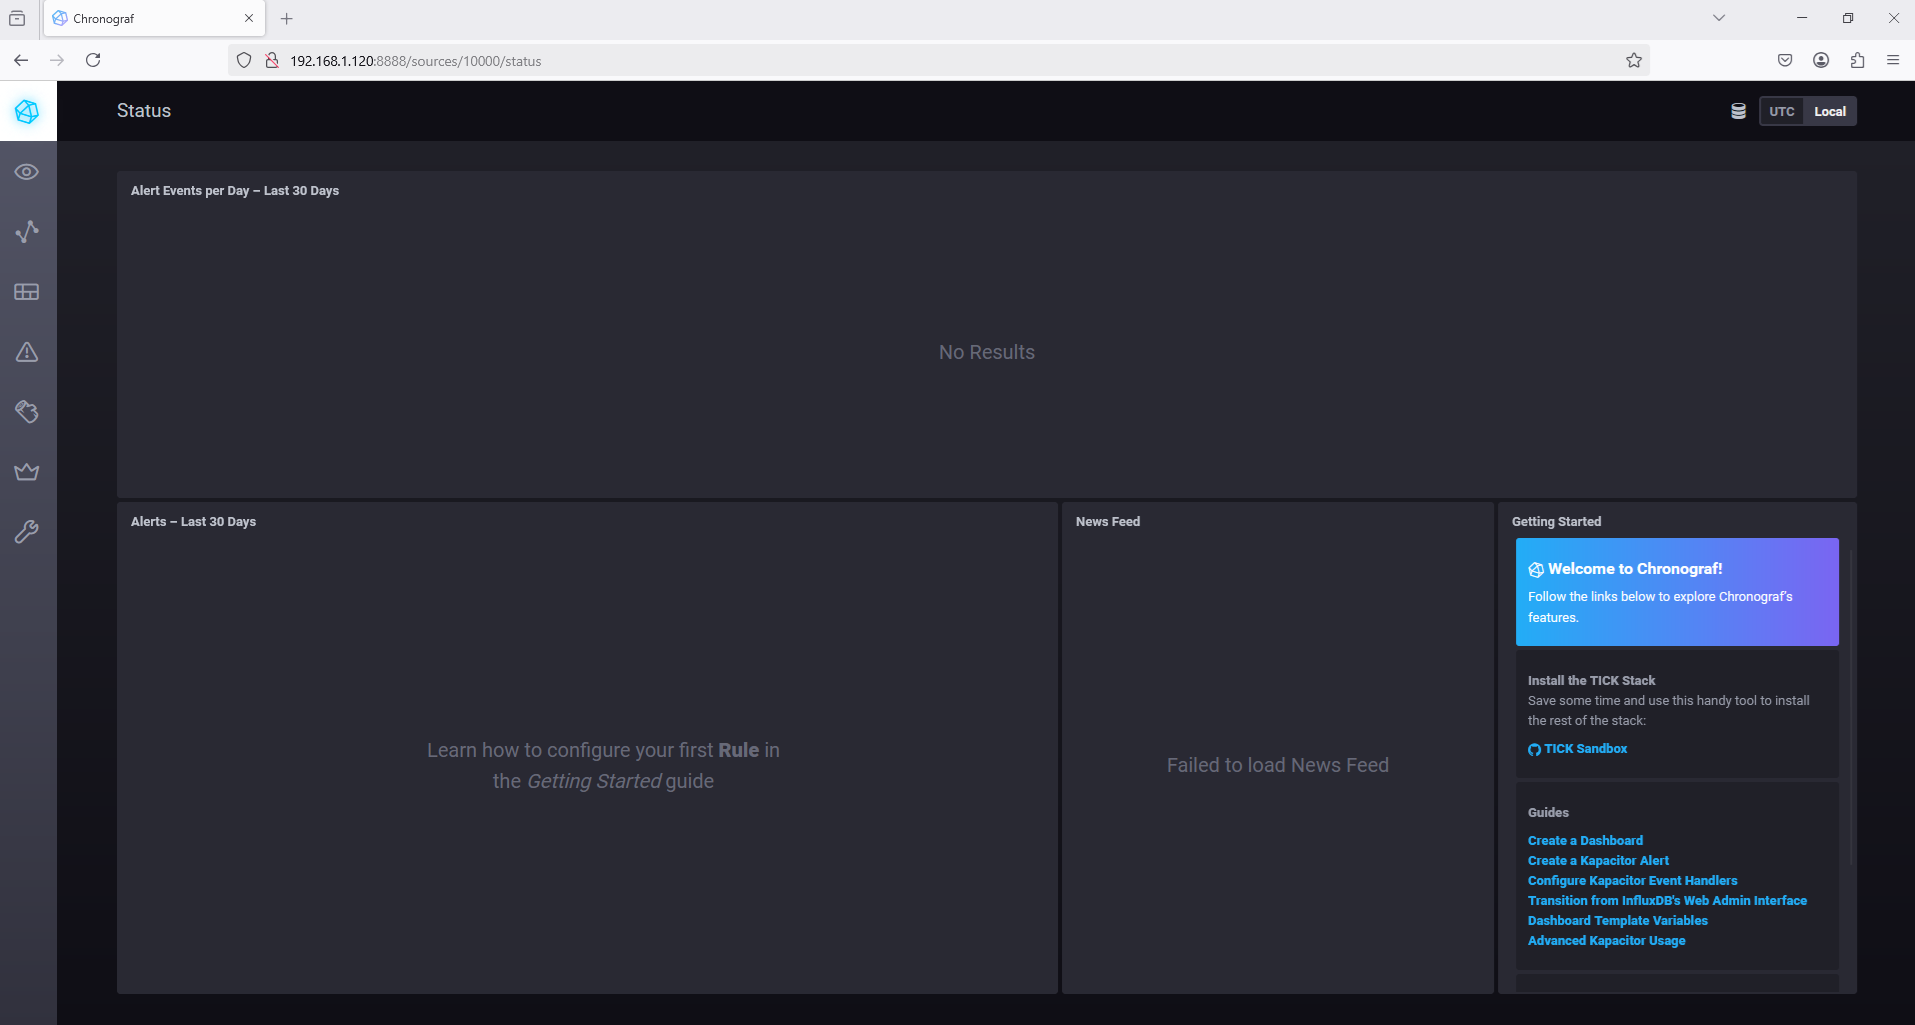 Chronograf
192.168.1.120:8888/sources/10000/status
Status
UTC
Local
Alert Events per Day – Last 30 Days
No Results
Alerts – Last 30 Days
Learn how to configure your first Rule in
the Getting Started guide
News Feed
Failed to load News Feed
Getting Started
Welcome to Chronograf!
Follow the links below to explore Chronograf's
features.
Install the TICK Stack
Save some time and use this handy tool to install
the rest of the stack:
TICK Sandbox
Guides
Create a Dashboard
Create a Kapacitor Alert
Configure Kapacitor Event Handlers
Transition from InfluxDB's Web Admin Interface
Dashboard Template Variables
Advanced Kapacitor Usage